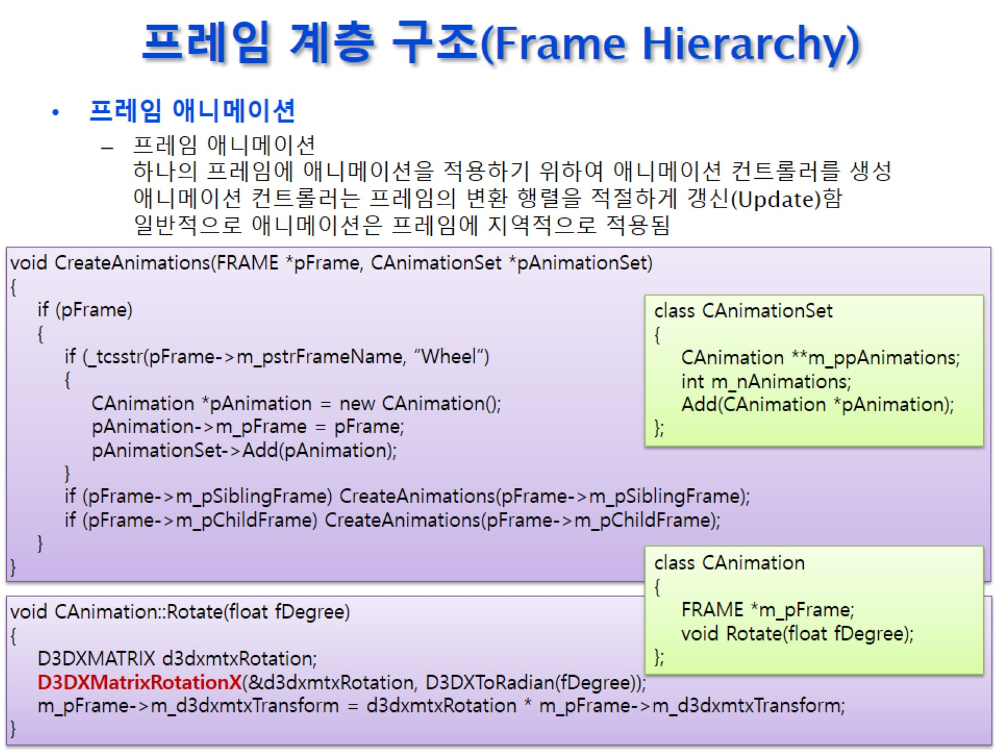 프레임 계층 구조(Frame Hierarchy)
• 프레임 애니메이션
– 프레임 애니메이션
하나의 프레임에 애니메이션을 적용하기 위하여 애니메이션 컨트롤러를 생성
애니메이션 컨트롤러는 프레임의 변환 행렬을 적절하게 갱신(Update)함
일반적으로 애니메이션은 프레임에 지역적으로 적용됨
void CreateAnimations(FRAME *pFrame, CAnimationSet *pAnimationSet)
{
if (pFrame)
{
if (_tcsstr(pFrame->m_pstrFrameName, “Wheel”)
{
CAnimation *pAnimation = new CAnimation();
pAnimation->m_pFrame = pFrame;
pAnimationSet->Add(pAnimation);
}
if (pFrame->m_pSiblingFrame) CreateAnimations(pFrame->m_pSiblingFrame);
if (pFrame->m_pChildFrame) CreateAnimations(pFrame->m_pChildFrame);
}
}
class CAnimationSet
{
CAnimation **m_ppAnimations;
int m_nAnimations;
Add(CAnimation *pAnimation);
};
class CAnimation
{
FRAME *m_pFrame;
void Rotate(float fDegree);
};
void CAnimation::Rotate(float fDegree)
{
D3DXMATRIX d3dxmtxRotation;
D3DXMatrixRotationX(&d3dxmtxRotation, D3DXToRadian(fDegree));
m_pFrame->m_d3dxmtxTransform = d3dxmtxRotation * m_pFrame->m_d3dxmtxTransform;
}